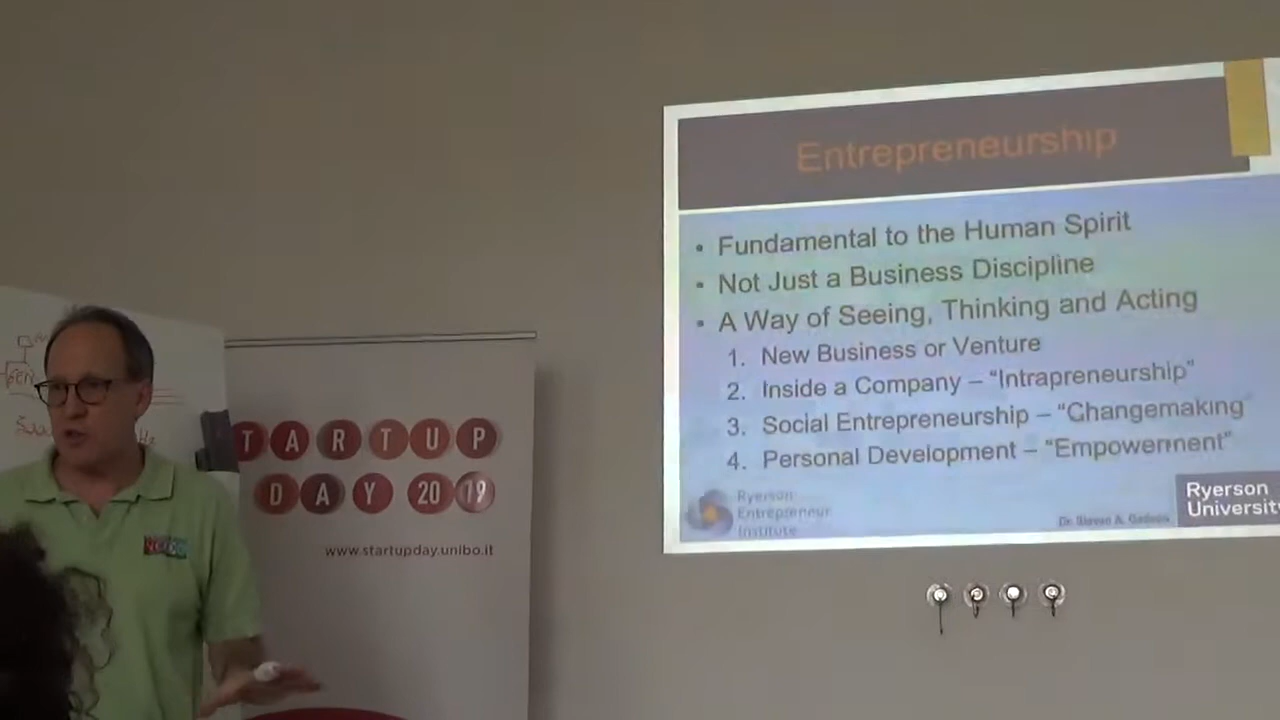 TARTUP
DAY 2019
www.startupday.unibo.it
Entrepreneurship
• Fundamental to the Human Spirit
• Not Just a Business Discipline
• A Way of Seeing, Thinking and Acting
1. New Business or Venture
2. Inside a Company – “Intrapreneurship”
3. Social Entrepreneurship – “Changemaking”
4. Personal Development – “Empowerment”
Ryerson
Entrepreneur
Institute
Dr. Steven A.
Ryerson
University